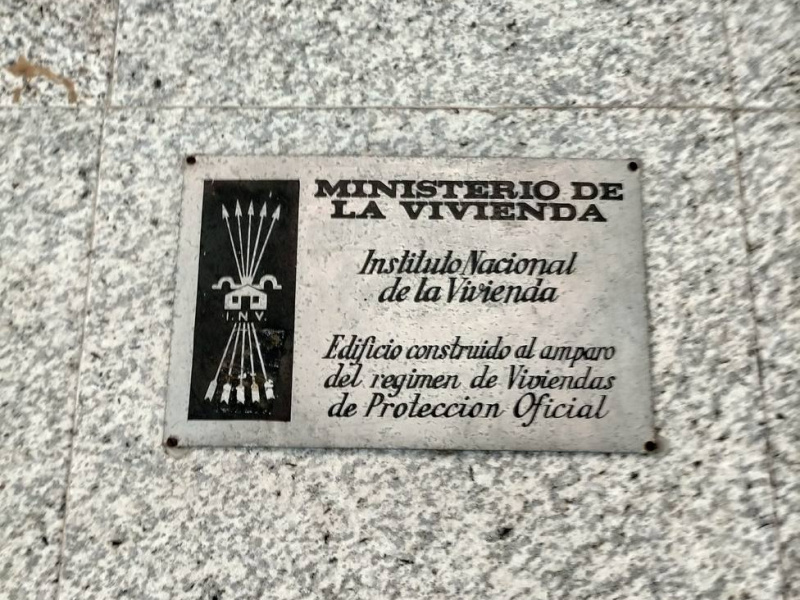 MINISTERIO DE
LA VIVIENDA
Instituto Nacional
de la Vivienda
I.N.V.
Edificio construido al amparo
del regimen de Viviendas
de Proteccion Oficial